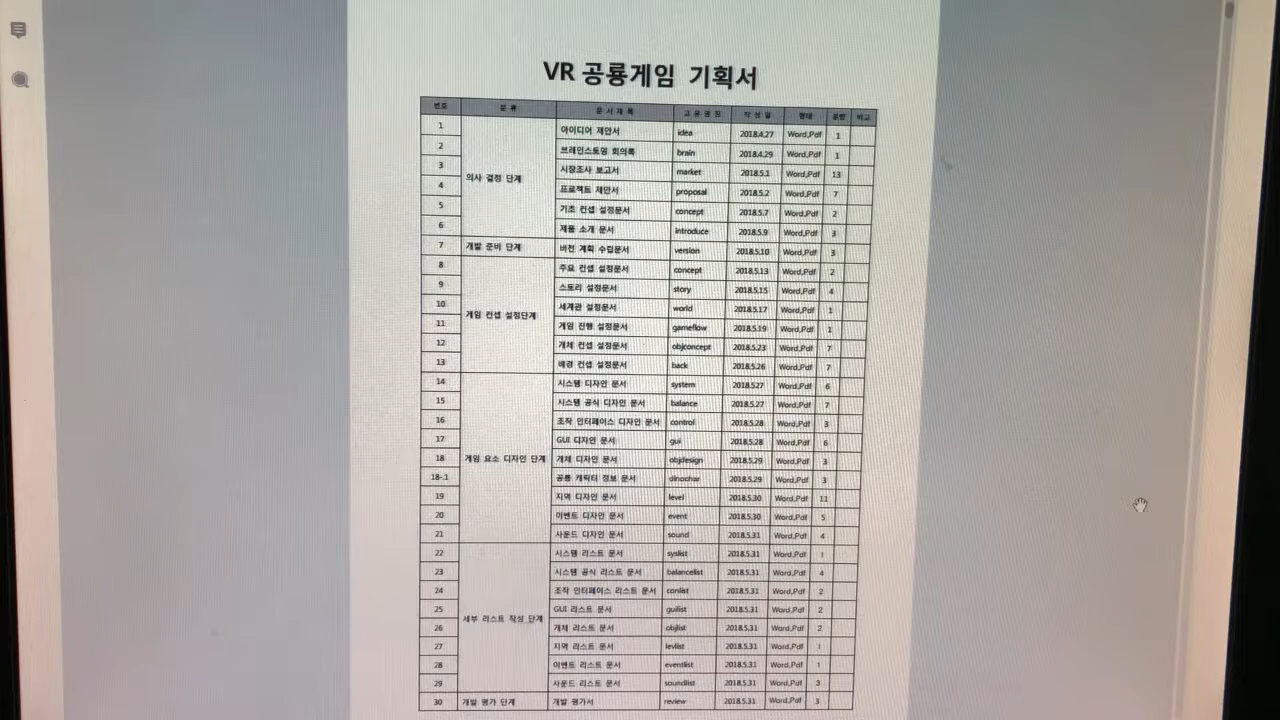 VR 공룡게임 기획서
번호 분류 문서제목 고유명칭 작성일 형태 분량 비고
1 아이디어 제안서 idea 2018.4.27 Word,Pdf 1
2 브레인스토밍 회의록 brain 2018.4.29 Word,Pdf 1
3 시장조사 보고서 market 2018.5.1 Word,Pdf 13
의사 결정 단계
4 프로젝트 제안서 proposal 2018.5.2 Word,Pdf 7
5 기초 컨셉 설정문서 concept 2018.5.7 Word,Pdf 2
6 제품 소개 문서 introduce 2018.5.9 Word,Pdf 3
7 개발 준비 단계 버전 계획 수립문서 version 2018.5.10 Word,Pdf 3
8 주요 컨셉 설정문서 concept 2018.5.13 Word,Pdf 2
9 스토리 설정문서 story 2018.5.15 Word,Pdf 4
10 세계관 설정문서 world 2018.5.17 Word,Pdf 1
게임 컨셉 설정단계
11 게임 진행 설정문서 gameflow 2018.5.19 Word,Pdf 1
12 개체 컨셉 설정문서 objconcept 2018.5.23 Word,Pdf 7
13 배경 컨셉 설정문서 back 2018.5.26 Word,Pdf 7
14 시스템 디자인 문서 system 2018.5.27 Word,Pdf 6
15 시스템 공식 디자인 문서 balance 2018.5.27 Word,Pdf 7
16 조작 인터페이스 디자인 문서 control 2018.5.28 Word,Pdf 3
17 GUI 디자인 문서 gui 2018.5.28 Word,Pdf 6
18 게임 요소 디자인 단계 개체 디자인 문서 objdesign 2018.5.29 Word,Pdf 3
18-.1 공룡 캐릭터 정보 문서 dinochar 2018.5.29 Word,Pdf 3
19 지역 디자인 문서 level 2018.5.30 Word,Pdf 11
20 이벤트 디자인 문서 event 2018.5.30 Word,Pdf 5
21 사운드 디자인 문서 sound 2018.5.31 Word,Pdf 4
22 시스템 리스트 문서 syslist 2018.5.31 Word,Pdf 1
23 시스템 공식 리스트 문서 balancelist 2018.5.31 Word,Pdf 4
24 조작 인터페이스 리스트 문서 conlist 2018.5.31 Word,Pdf 2
25 GUI 리스트 문서 guilist 2018.5.31 Word,Pdf 2
세부 리스트 작성 단계
26 개체 리스트 문서 objlist 2018.5.31 Word,Pdf 2
27 지역 리스트 문서 levlist 2018.5.31 Word,Pdf 1
28 이벤트 리스트 문서 eventlist 2018.5.31 Word,Pdf 1
29 사운드 리스트 문서 soundlist 2018.5.31 Word,Pdf 3
30 개발 평가 단계 개발 평가서 review 2018.5.31 Word,Pdf 3